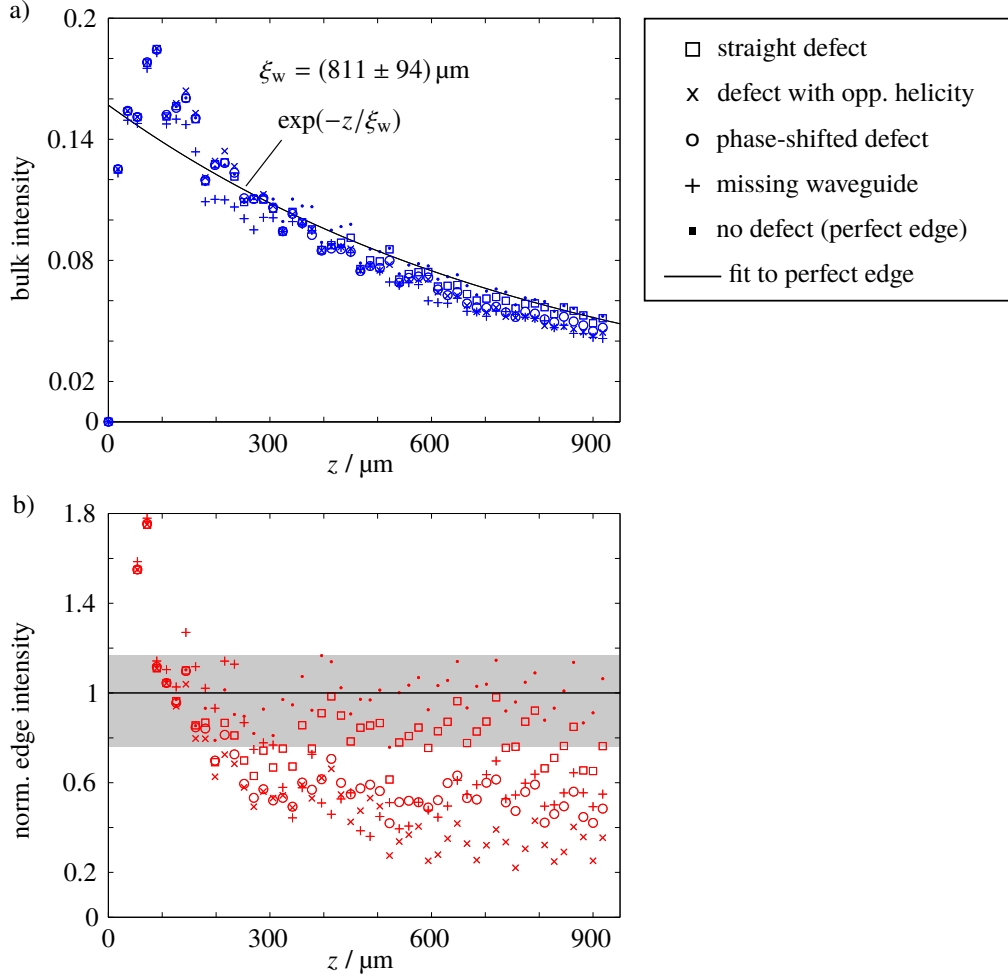 a)
0.2
0.14
0.08
0.02
0
bulk intensity
ξw = (811 ± 94) µm
exp(−z/ξw)
0
300
600
900
z / µm
straight defect
defect with opp. helicity
phase-shifted defect
missing waveguide
no defect (perfect edge)
fit to perfect edge
b)
1.8
1.4
1
0.6
0.2
0
norm. edge intensity
0
300
600
900
z / µm